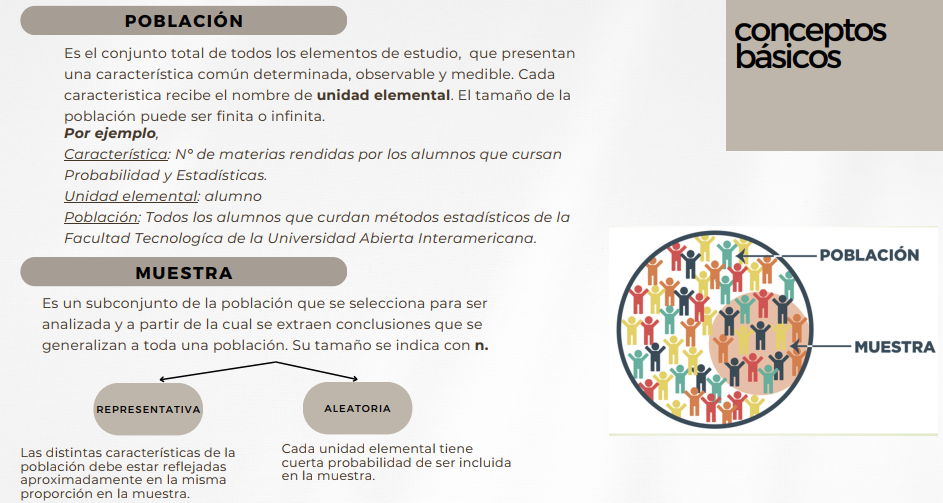 POBLACIÓN
Es el conjunto total de todos los elementos de estudio, que presentan
una característica común determinada, observable y medible. Cada
caracteristica recibe el nombre de unidad elemental. El tamaño de la
población puede ser finita o infinita.
Por ejemplo,
Característica: Nº de materias rendidas por los alumnos que cursan
Probabilidad y Estadísticas.
Unidad elemental: alumno
Población: Todos los alumnos que curdan métodos estadísticos de la
Facultad Tecnologíca de la Universidad Abierta Interamericana.
MUESTRA
Es un subconjunto de la población que se selecciona para ser
analizada y a partir de la cual se extraen conclusiones que se
generalizan a toda una población. Su tamaño se indica con n.
REPRESENTATIVA
Las distintas características de la
población debe estar reflejadas
aproximadamente en la misma
proporción en la muestra.
ALEATORIA
Cada unidad elemental tiene
cuerta probabilidad de ser incluida
en la muestra.
conceptos
básicos
POBLACIÓN
MUESTRA